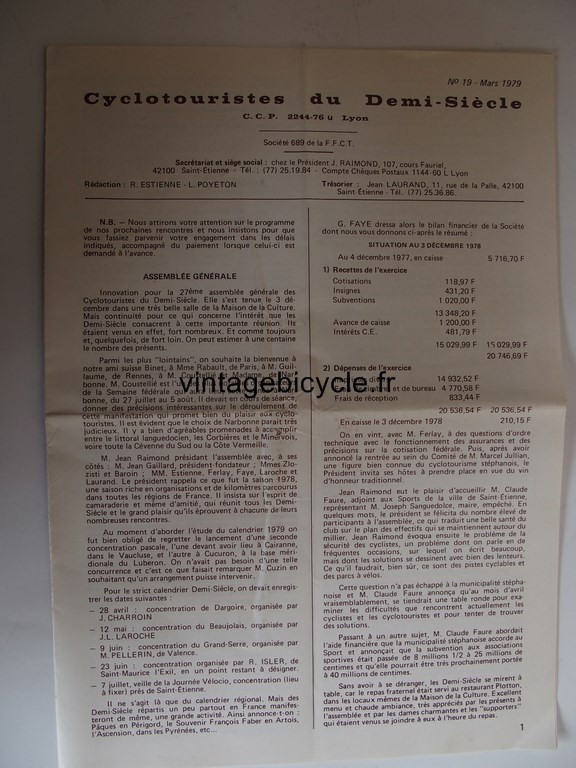 Nº 19 - Mars 1979
Cyclotouristes du Demi-Siècle
C. C. P. 2244-76 ù Lyon
Société 689 de la F.F.C.T.
Secrétariat et siège social : chez le Président J. RAIMOND, 107, cours Fauriel,
42100 Saint-Étienne - Tél. : (77) 25.19.84 - Compte Chèques Postaux 1144-60 L Lyon
Rédaction : R. ESTIENNE - L. POYETON
Trésorier : Jean LAURAND, 11, rue de la Palle, 42100
Saint-Étienne - Tél. (77) 25.36.86.
N.B. — Nous attirons votre attention sur le programme
de nos prochaines rencontres et nous insistons pour que
vous fassiez parvenir votre engagement dans les délais
indiqués, accompagné du paiement lorsque celui-ci est
demandé à l'avance.
ASSEMBLÉE GÉNÉRALE
Innovation pour la 27ème assemblée générale des
Cyclotouristes du Demi-Siècle. Elle s'est tenue le 3 dé-
cembre dans une très belle salle de la Maison de la Culture.
Mais continuité pour ce qui concerne l'intérêt que les
Demi-Siècle consacrent à cette importante réunion. Ils
étaient venus en effet, fort nombreux. Et comme toujours
et, quelquefois, de fort loin. On peut estimer à une centaine
le nombre des présents.
Parmi les plus "lointains", on souhaita la bienvenue à
notre ami suisse Binet, à Mme Rabault, de Paris, à M. Guil-
laume, de Rennes, à M. Coustellié et Madame, de Nar-
bonne. M. Coustellié est l'un
de la Semaine fédérale qui
du 27 juillet au 5 août. Il devait en cours de séance,
donner des précisions intéressantes sur le déroulement de
cette manifestation qui promet bien du plaisir aux cyclo-
touristes. Il est évident que le choix de Narbonne paraît très
judicieux. Il y a bien d'agréables promenades à accomplir
entre le littoral languedocien, les Corbières et le Minervois,
voire toute la Cévenne du Sud ou la Côte Vermeille.
M. Jean Raimond présidant l'assemblée avec, à ses
côtés : M. Jean Gaillard, président-fondateur ; Mmes Zlo-
zisti et Baroin ; MM. Estienne, Ferlay, Faye, Laroche et
Laurand. Le président rappela ce que fut la saison 1978,
une saison riche en organisations et de kilomètres parcourus
dans toutes les régions de France. Il insista sur l'esprit de
camaraderie et même d'amitié, qui réunit tous les Demi-
Siècle et le grand plaisir qu'ils éprouvent à chacune de leurs
nombreuses rencontres.
Au moment d'aborder l'étude du calendrier 1979 on
fut bien obligé de regretter le lancement d'une seconde
concentration pascale, l'une devant avoir lieu à Cairanne,
dans le Vaucluse, et l'autre à Cucuron, à la base méri-
dionale du Luberon. On n'avait pas besoin d'une telle
concurrence et c'est ce que faisait remarquer M. Cuzin en
souhaitant qu'un arrangement puisse intervenir.
Pour le strict calendrier Demi-Siècle, on devait enregis-
trer les dates suivantes :
— 28 avril : concentration de Dargoire, organisée par
J. CHARROIN
— 12 mai : concentration du Beaujolais, organisée par
J.L. LAROCHE
— 9 juin : concentration du Grand-Serre, organisée par
M. PELLERIN, de Valence.
— 23 juin : concentration organisée par R. ISLER, de
Saint-Maurice l'Exil, en un point restant à désigner.
— 7 juillet, veille de la Journée Vélocio, concentration (lieu
à fixer) près de Saint-Étienne.
Il ne s'agit là que du calendrier régional. Mais des
Demi-Siècle répartis un peu partout en France manifes-
teront de même, une grande activité. Ainsi annonce-t-on :
Pâques en Périgord, le Souvenir François Faber en Artois,
l'Ascension, dans les Pyrénées, etc...
G. FAYE dressa alors le bilan financier de la Société
dont nous vous donnons ci-après le résumé :
SITUATION AU 3 DÉCEMBRE 1978
Au 4 décembre 1977, en caisse 5 716,70 F
1) Recettes de l'exercice
Cotisations 118,97 F
Insignes 431,20 F
Subventions 1 020,00 F
13 348,20 F
Avance de caisse 1 200,00 F
Intérêts C.E. 481,79 F
15 029,99 F 15 029,99 F
20 746,69 F
2) Dépenses de l'exercice
14 932,52 F
et de bureau 4 770,58 F
Frais de réception 833,44 F
20 536,54 F 20 536,54 F
En caisse le 3 décembre 1978 210,15 F
On en vint, avec M. Ferlay, à des questions d'ordre
technique avec le fonctionnement des assurances et des
précisions sur la cotisation fédérale. Puis, après avoir
annoncé la rentrée au sein du Comité de M. Marcel Jullian,
une figure bien connue du cyclotourisme stéphanois, le
Président invita ses hôtes à prendre place en vue du vin
d'honneur traditionnel.
Jean Raimond eut le plaisir d'accueillir M. Claude
Faure, adjoint aux Sports de la ville de Saint-Étienne,
représentant M. Joseph Sanguedolce, maire, empêché. En
quelques mots, le président se félicita du nombre élevé de
participants à l'assemblée, ce qui traduit une belle santé du
club sur le plan des effectifs qui se maintiennent autour du
millier. Jean Raimond évoqua ensuite le problème de la
sécurité des cyclistes, un problème dont on parle en de
fréquentes occasions, sur lequel on écrit beaucoup,
mais dont les solutions se dessinent avec bien des lenteurs.
Ce qu'il faudrait, bien sûr, ce sont des pistes cyclables et
des parcs à vélos.
Cette question n'a pas échappé à la municipalité stépha-
noise et M. Claude Faure annonça qu'au mois d'avril
vraisemblablement, se tiendrait une table ronde pour exa-
miner les difficultés que rencontrent actuellement les
cyclistes et les cyclotouristes et pour tenter de trouver
des solutions.
Passant à un autre sujet, M. Claude Faure abordait
l'aide financière que la municipalité stéphanoise accorde au
Sport et annonçait que la subvention aux associations
sportives était passée de 8 millions 1/2 à 25 millions de
centimes et qu'elle pourrait être très prochainement portée
à 40 millions de centimes.
Sans avoir à se déranger, les Demi-Siècle se mirent à
table, car le repas fraternel était servi au restaurant Plotton,
dans les locaux mêmes de la Maison de la Culture. Excellent
menu et chaude ambiance, très appréciés par les présents à
l'assemblée et par les dames charmantes et les "supporters"
qui étaient venus se joindre à eux à l'heure du repas.
1
vintagebicycle.fr